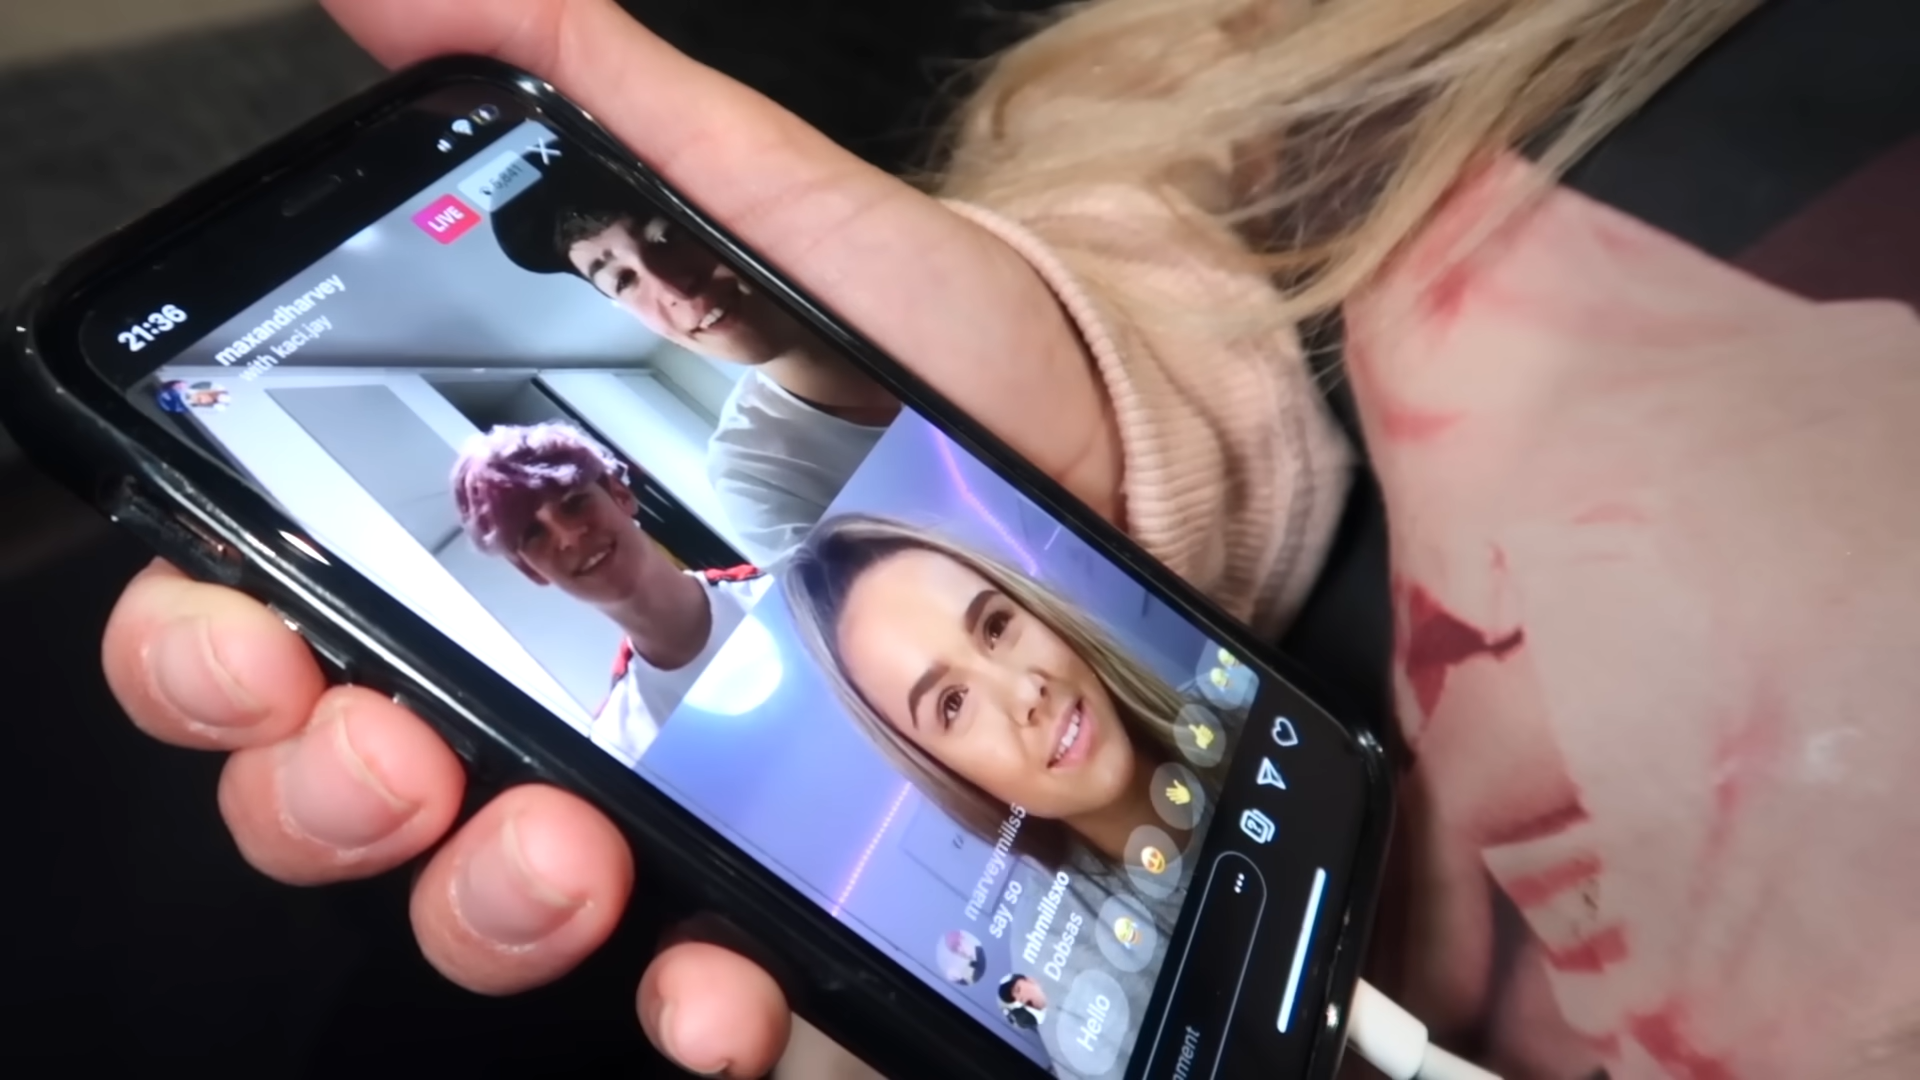 21:36
maxandharvey
with kaci.jay
LIVE
marveymills5
say so
mhmillsxo
Dobsas
Hello